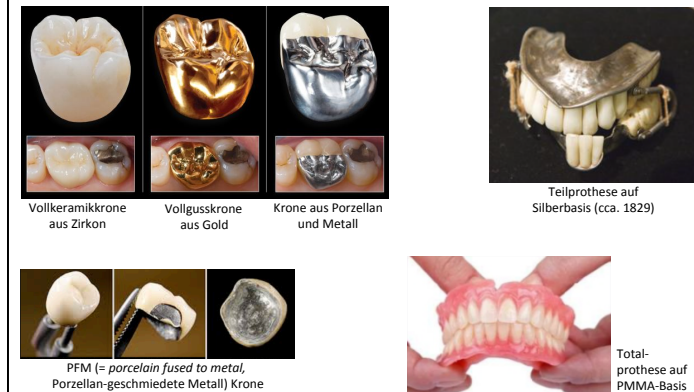 Vollkeramikkrone
aus Zirkon
Vollgusskrone
aus Gold
Krone aus Porzellan
und Metall
Teilprothese auf
Silberbasis (cca. 1829)
PFM (= porcelain fused to metal,
Porzellan-geschmiedete Metall) Krone
Total-
prothese auf
PMMA-Basis